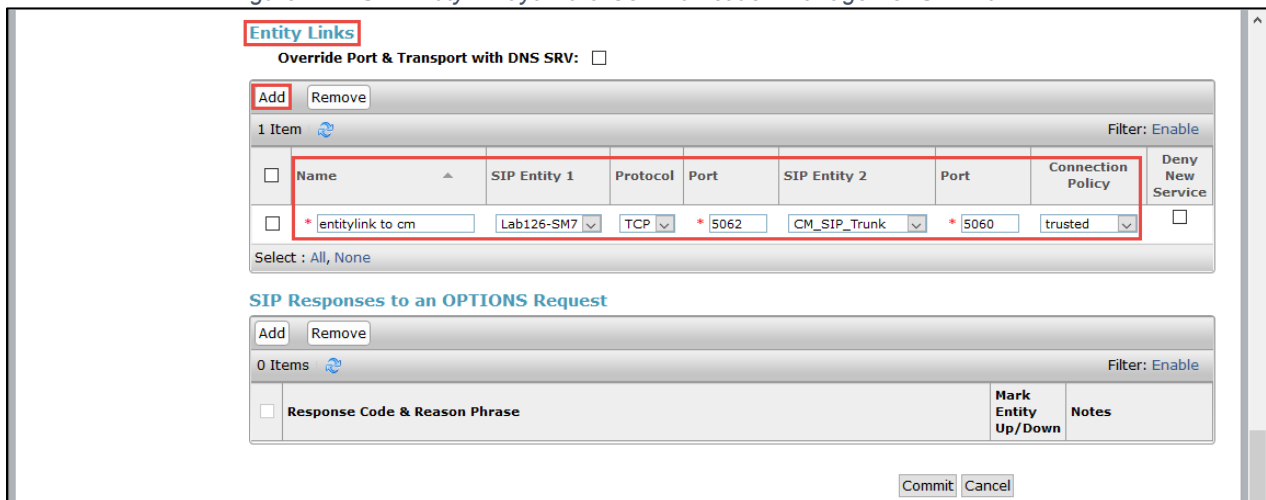 Entity Links
Override Port & Transport with DNS SRV:
Add Remove
1 Item Filter: Enable
Name SIP Entity 1 Protocol Port SIP Entity 2 Port Connection Policy Deny New Service
* entitylink to cm Lab126-SM7 TCP * 5062 CM_SIP_Trunk * 5060 trusted
Select : All, None
SIP Responses to an OPTIONS Request
Add Remove
0 Items Filter: Enable
Response Code & Reason Phrase Mark Entity Up/Down Notes
Commit Cancel